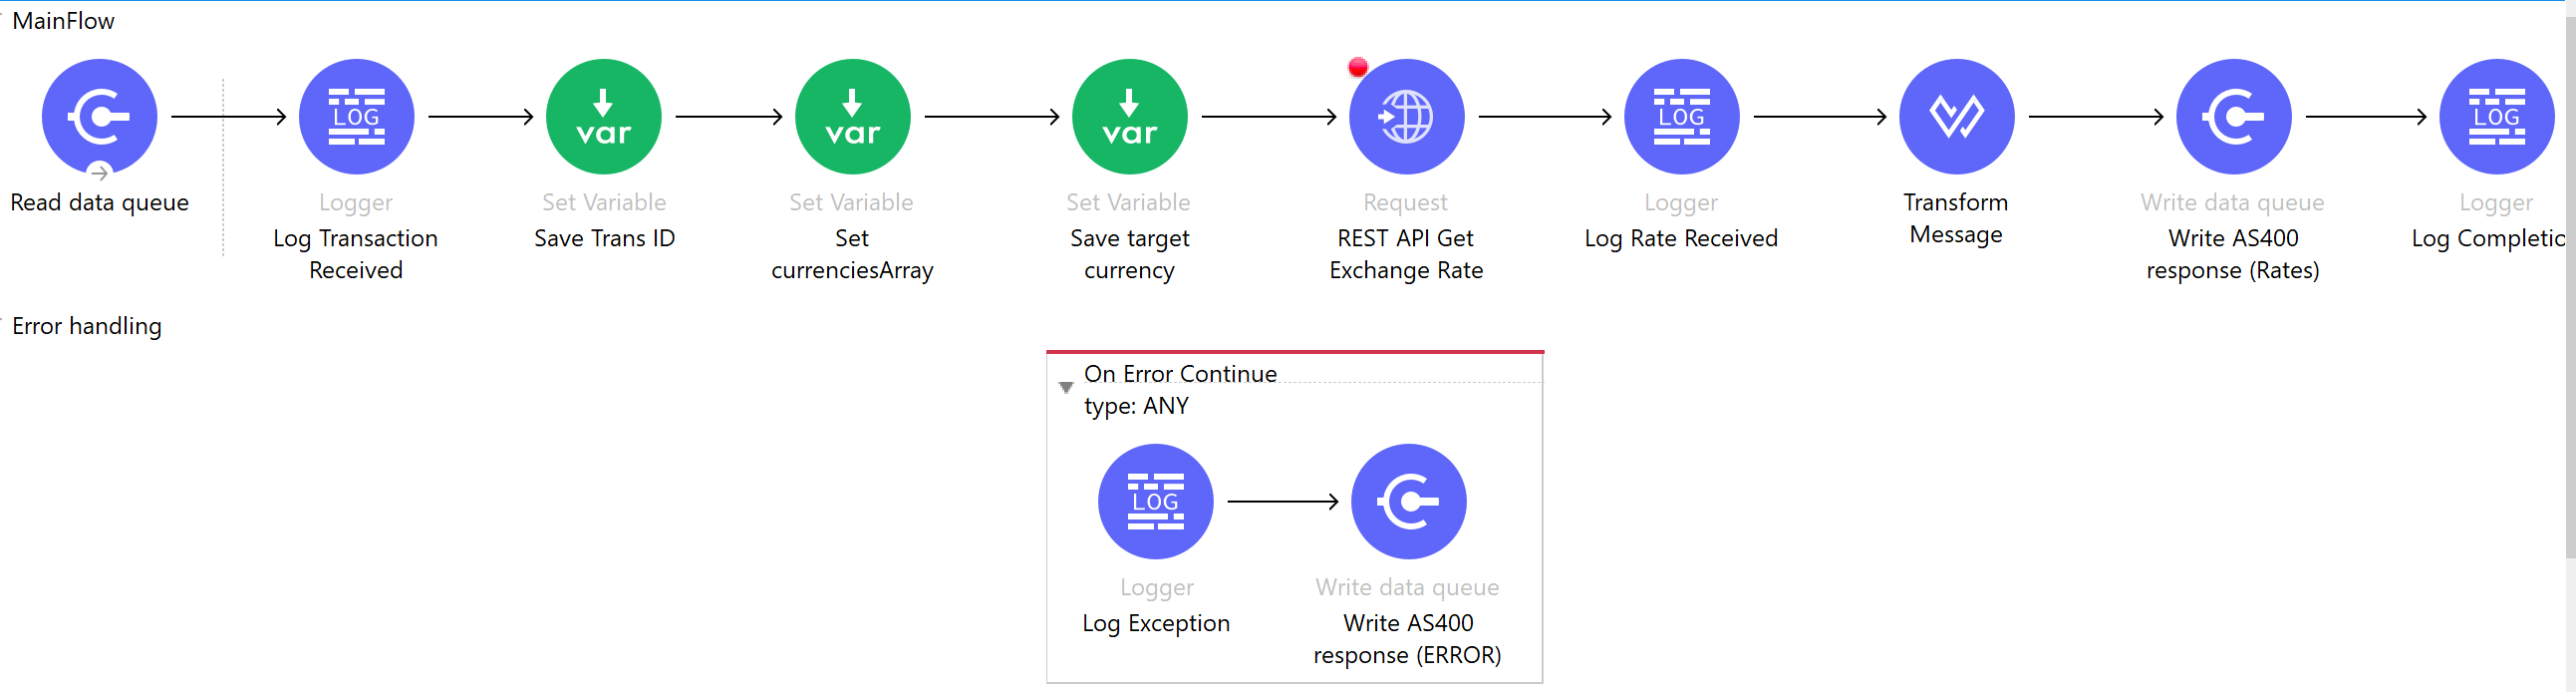 MainFlow
LOG
var
var
var
LOG
LOG
Read data queue
Logger
Set Variable
Set Variable
Set Variable
Request
Logger
Transform
Message
Write data queue
Logger
Log Transaction
Received
Save Trans ID
Set
currenciesArray
Save target
currency
REST API Get
Exchange Rate
Log Rate Received
Write AS400
response (Rates)
Log Completio
Error handling
On Error Continue
type: ANY
LOG
Logger
Log Exception
Write data queue
Write AS400
response (ERROR)